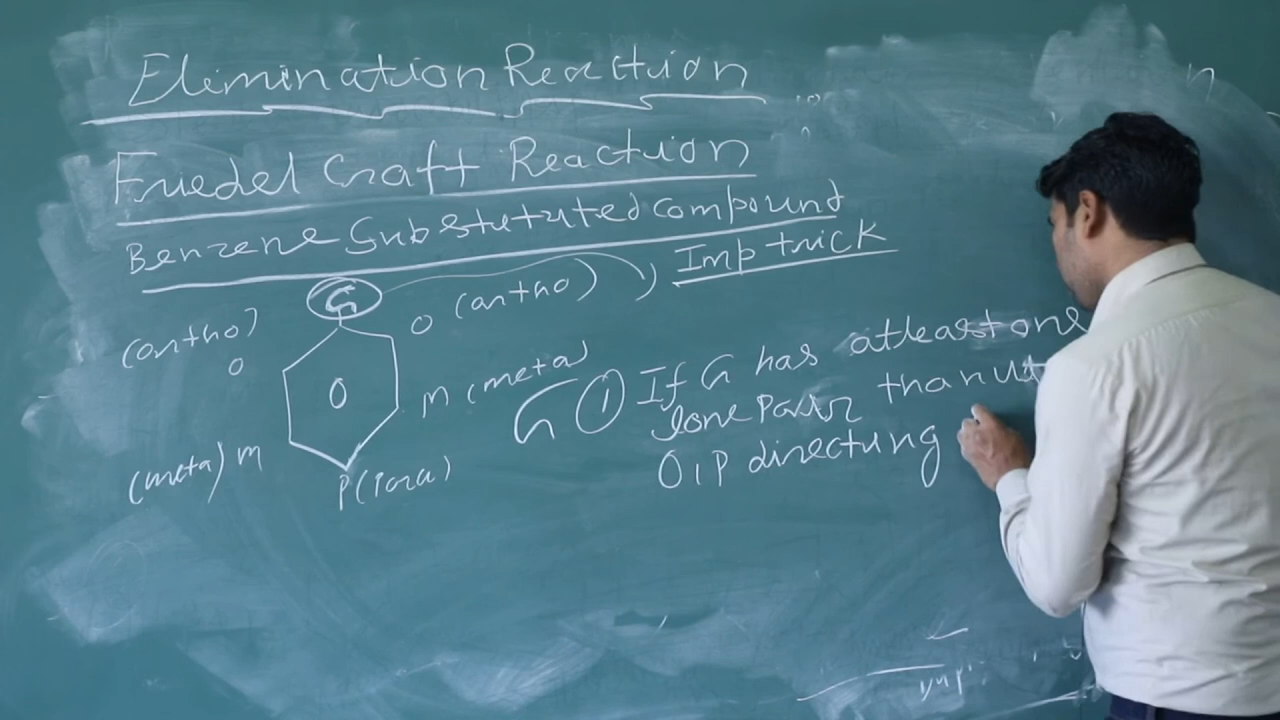 Elimination Reaction
Friedel Craft Reaction
Benzene Substituted compound
Imp trick
G
(ortho)
O
O (ortho)
O
m (meta)
(meta) m
P (Para)
G ① If G has atleast one
lone Pair than it
O, P directing